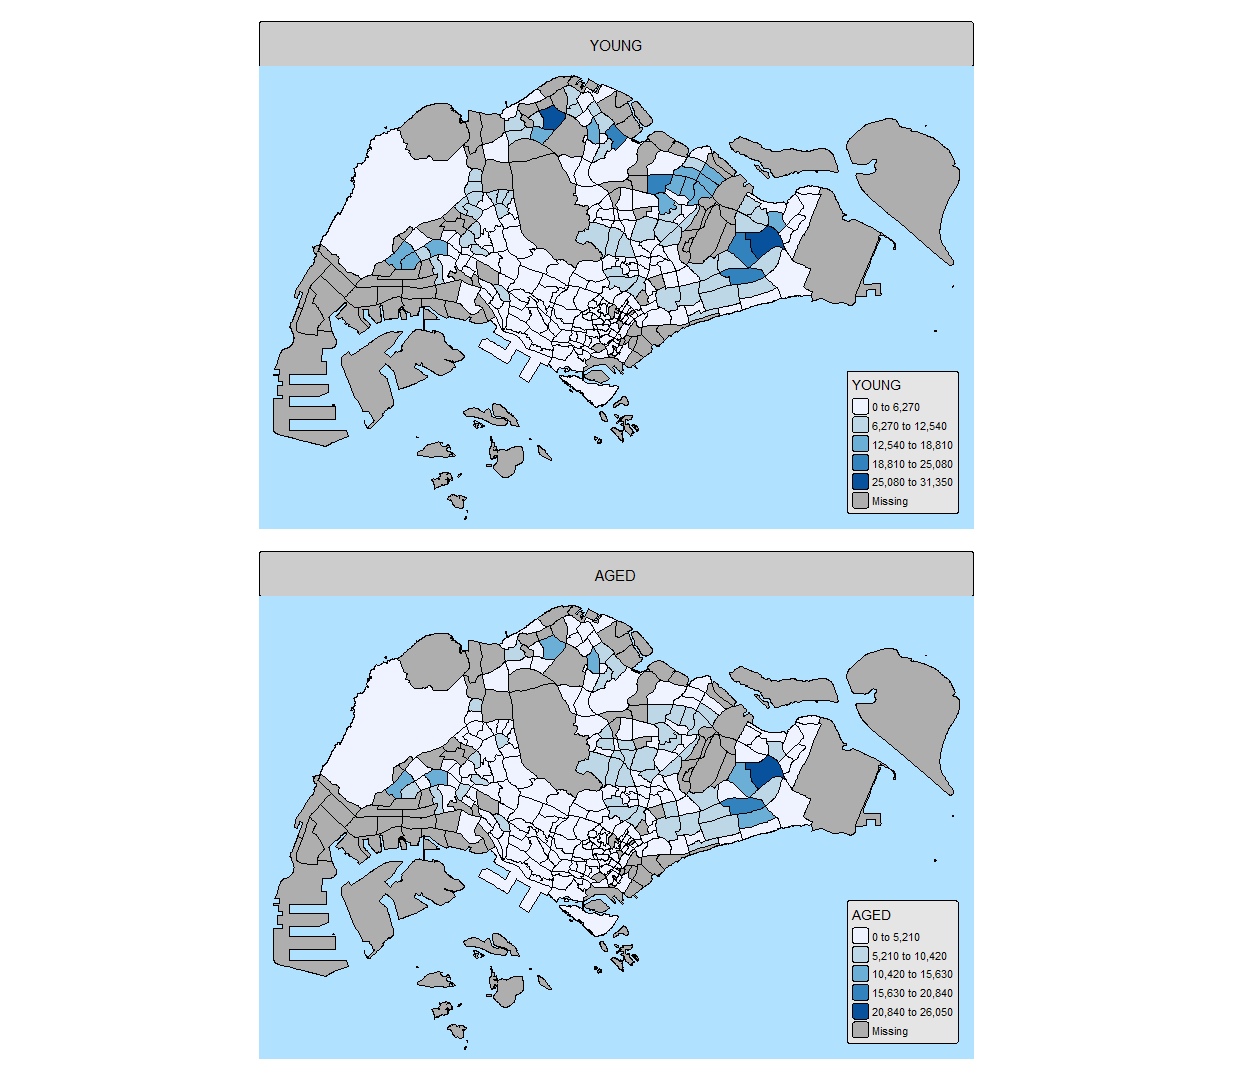 YOUNG
YOUNG
0 to 6,270
6,270 to 12,540
12,540 to 18,810
18,810 to 25,080
25,080 to 31,350
Missing
AGED
AGED
0 to 5,210
5,210 to 10,420
10,420 to 15,630
15,630 to 20,840
20,840 to 26,050
Missing